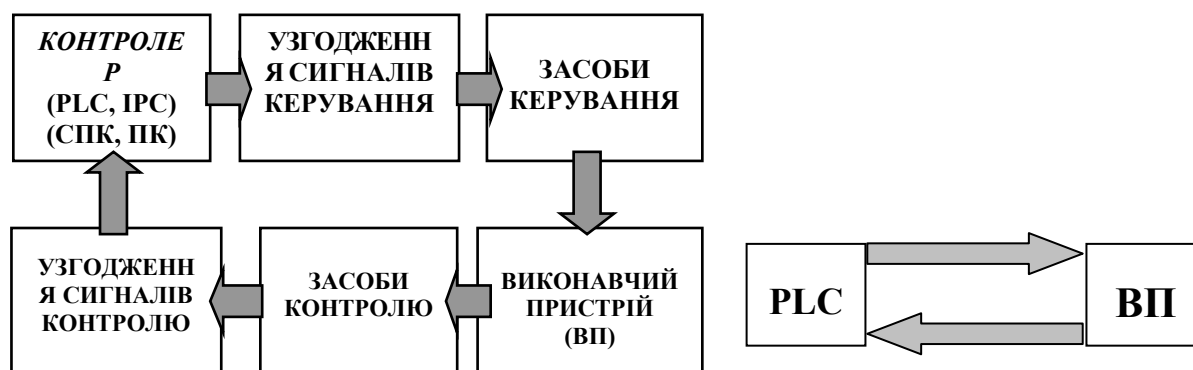 КОНТРОЛЕ
Р
(PLC, IPC)
(СПК, ПК)
УЗГОДЖЕНН
Я СИГНАЛІВ
КЕРУВАННЯ
ЗАСОБИ
КЕРУВАННЯ
УЗГОДЖЕНН
Я СИГНАЛІВ
КОНТРОЛЮ
ЗАСОБИ
КОНТРОЛЮ
ВИКОНАВЧИЙ
ПРИСТРІЙ
(ВП)
PLC
ВП